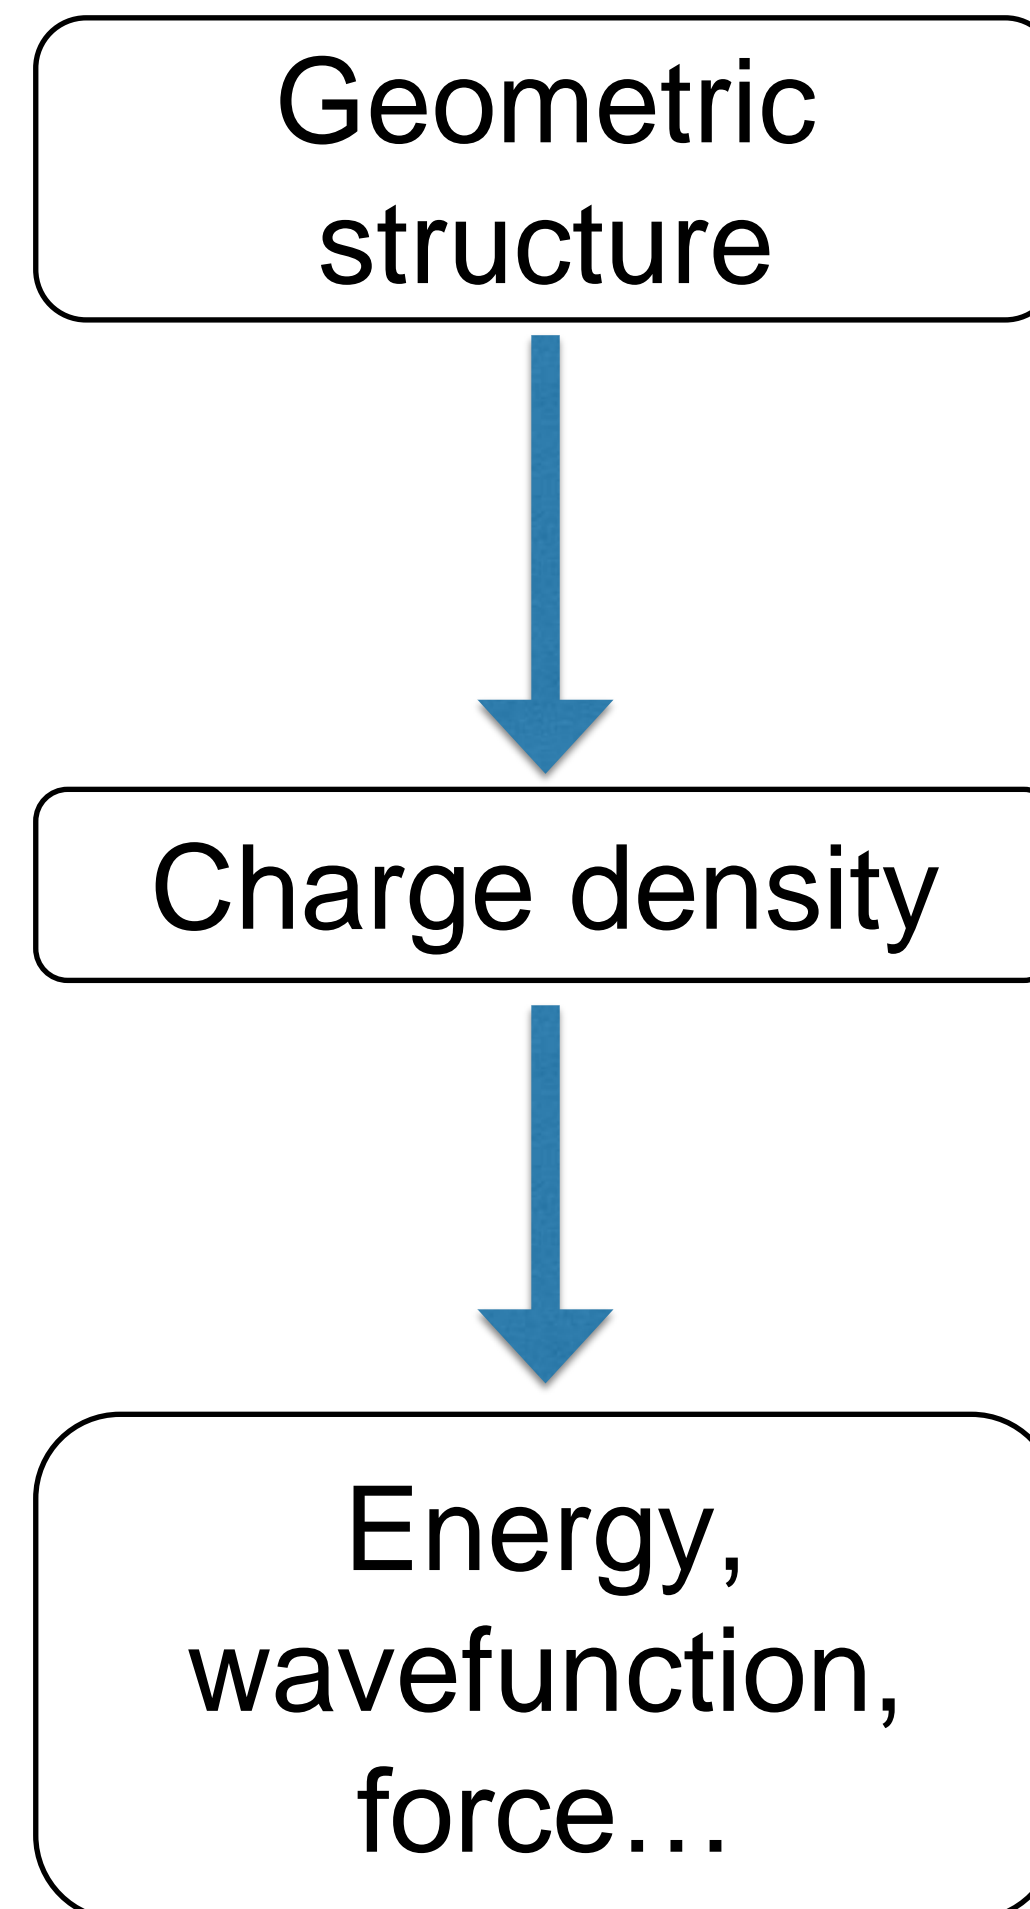 Geometric
structure
Charge density
Energy,
wavefunction,
force…